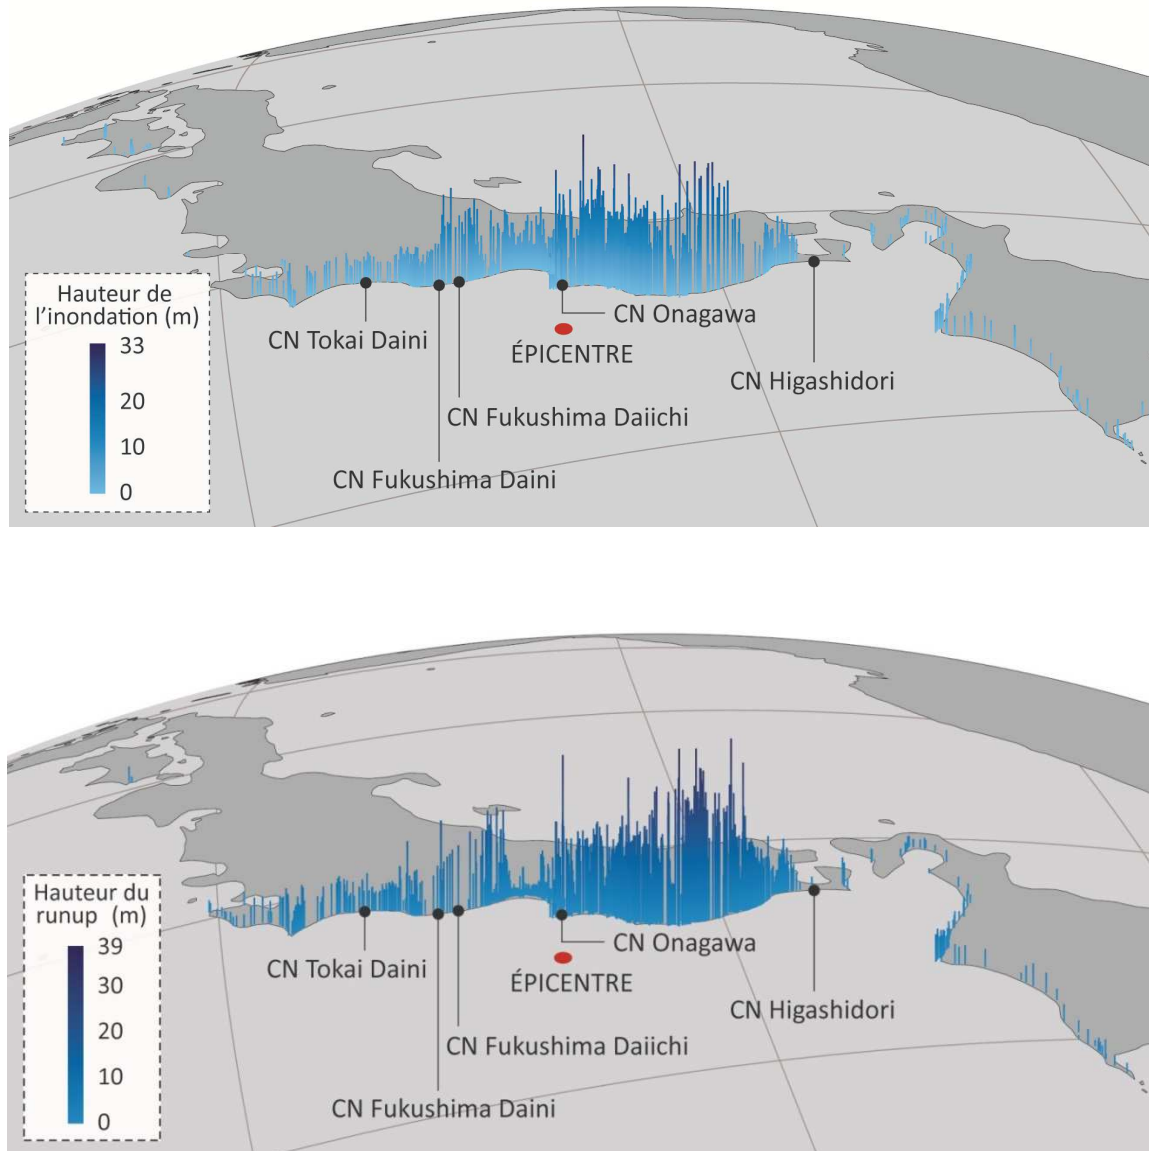 Hauteur de
l'inondation (m)
33
20
10
0
CN Tokai Daini
CN Onagawa
ÉPICENTRE
CN Higashidori
CN Fukushima Daiichi
CN Fukushima Daini
Hauteur du
runup (m)
39
30
20
10
0
CN Tokai Daini
CN Onagawa
ÉPICENTRE
CN Higashidori
CN Fukushima Daiichi
CN Fukushima Daini